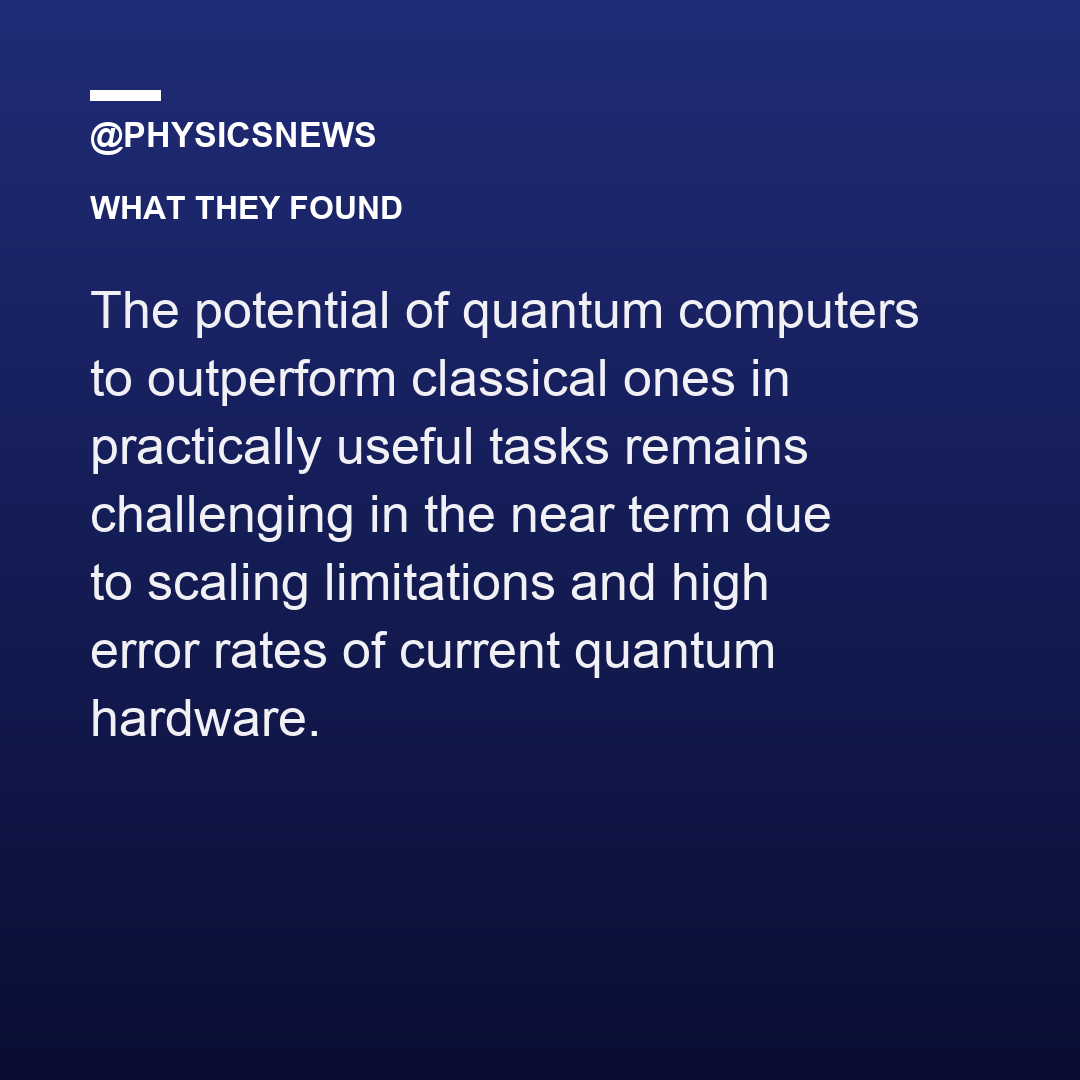 @PHYSICSNEWS
WHAT THEY FOUND
The potential of quantum computers
to outperform classical ones in
practically useful tasks remains
challenging in the near term due
to scaling limitations and high
error rates of current quantum
hardware.